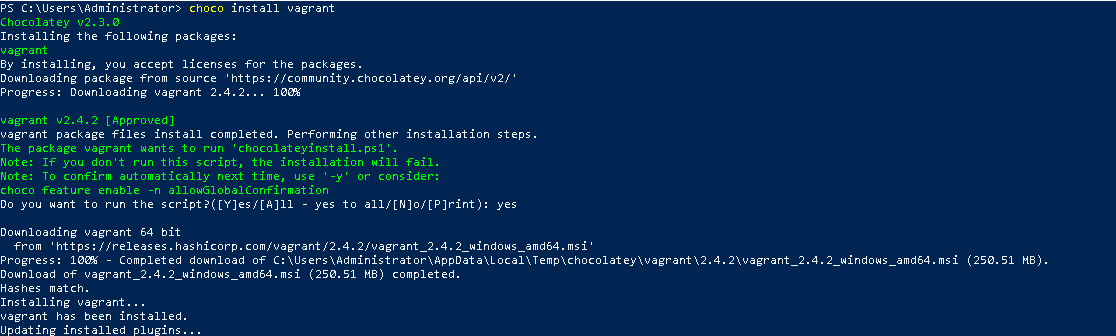 PS C:\Users\Administrator> choco install vagrant
Chocolatey v2.3.0
Installing the following packages:
vagrant
By installing, you accept licenses for the packages.
Downloading package from source 'https://community.chocolatey.org/api/v2/'
Progress: Downloading vagrant 2.4.2... 100%
vagrant v2.4.2 [Approved]
vagrant package files install completed. Performing other installation steps.
The package vagrant wants to run 'chocolateyinstall.ps1'.
Note: If you don't run this script, the installation will fail.
Note: To confirm automatically next time, use '-y' or consider:
choco feature enable -n allowGlobalConfirmation
Do you want to run the script?([Y]es/[A]ll - yes to all/[N]o/[P]rint): yes
Downloading vagrant 64 bit
  from 'https://releases.hashicorp.com/vagrant/2.4.2/vagrant_2.4.2_windows_amd64.msi'
Progress: 100% - Completed download of C:\Users\Administrator\AppData\Local\Temp\chocolatey\vagrant\2.4.2\vagrant_2.4.2_windows_amd64.msi (250.51 MB).
Download of vagrant_2.4.2_windows_amd64.msi (250.51 MB) completed.
Hashes match.
Installing vagrant...
vagrant has been installed.
Updating installed plugins...